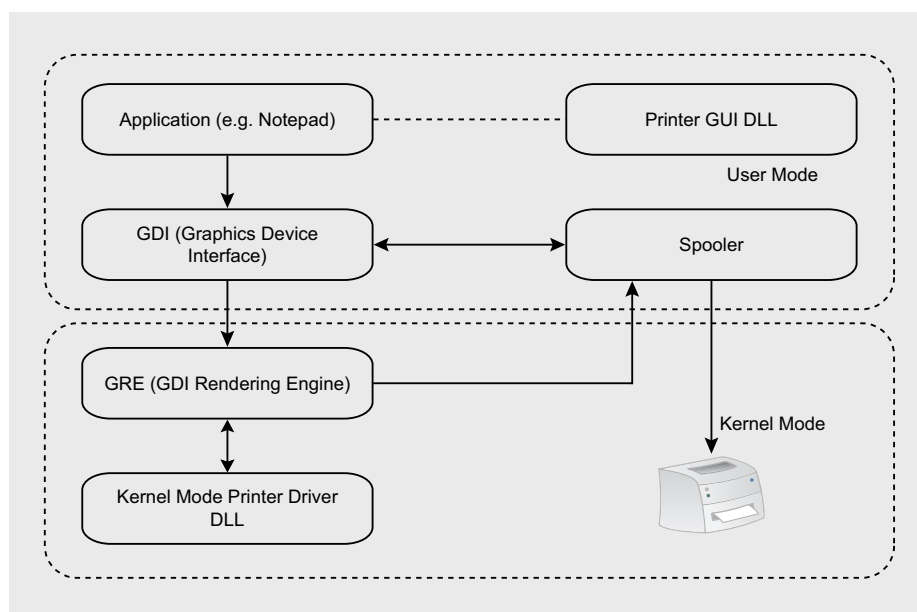 Application (e.g. Notepad)
Printer GUI DLL
User Mode
GDI (Graphics Device
Interface)
Spooler
GRE (GDI Rendering Engine)
Kernel Mode
Kernel Mode Printer Driver
DLL